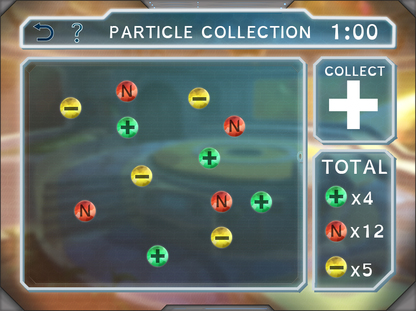 ? PARTICLE COLLECTION 1:00
COLLECT
+
N
N
N
N
TOTAL
+ x4
N x12
- x5